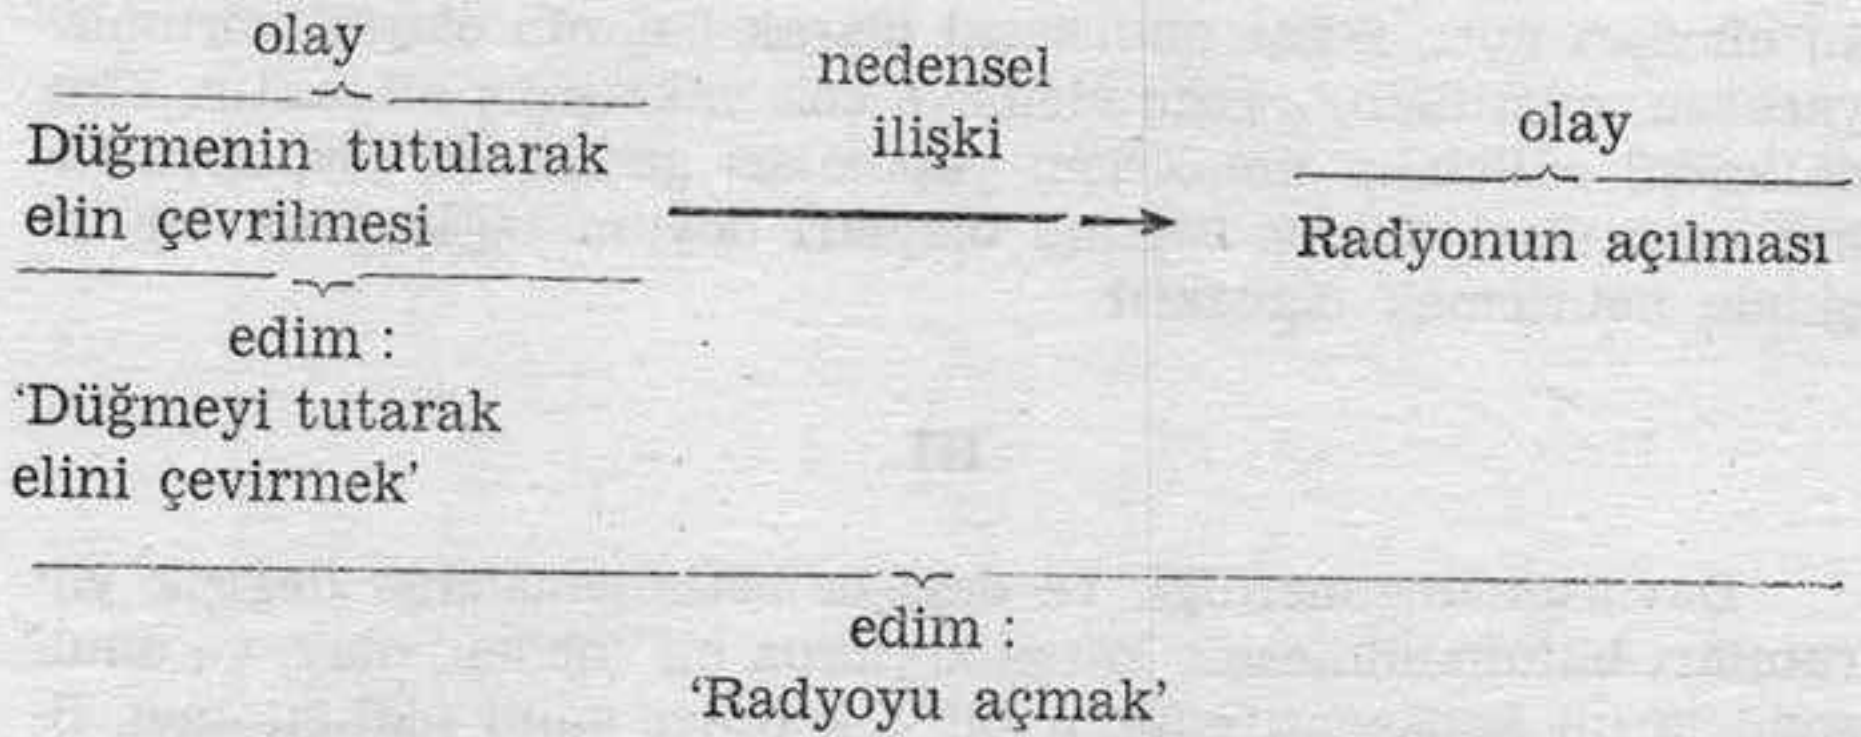 olay
Düğmenin tutularak
elin çevrilmesi
edim :
‘Düğmeyi tutarak
elini çevirmek’
nedensel
ilişki
olay
Radyonun açılması
edim :
‘Radyoyu açmak’